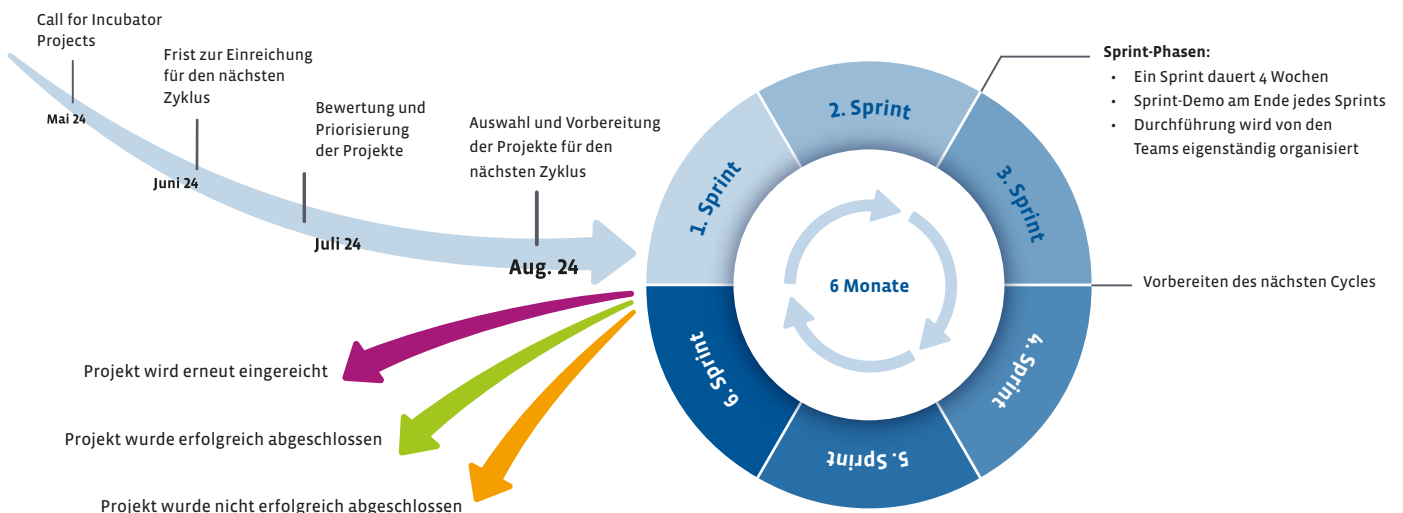 Call for Incubator
Projects
Mai 24
Frist zur Einreichung
für den nächsten
Zyklus
Juni 24
Bewertung und
Priorisierung
der Projekte
Juli 24
Auswahl und Vorbereitung
der Projekte für den
nächsten Zyklus
Aug. 24
1. Sprint
2. Sprint
3. Sprint
4. Sprint
5. Sprint
6. Sprint
6 Monate
Sprint-Phasen:
• Ein Sprint dauert 4 Wochen
• Sprint-Demo am Ende jedes Sprints
• Durchführung wird von den
Teams eigenständig organisiert
Vorbereiten des nächsten Cycles
Projekt wird erneut eingereicht
Projekt wurde erfolgreich abgeschlossen
Projekt wurde nicht erfolgreich abgeschlossen